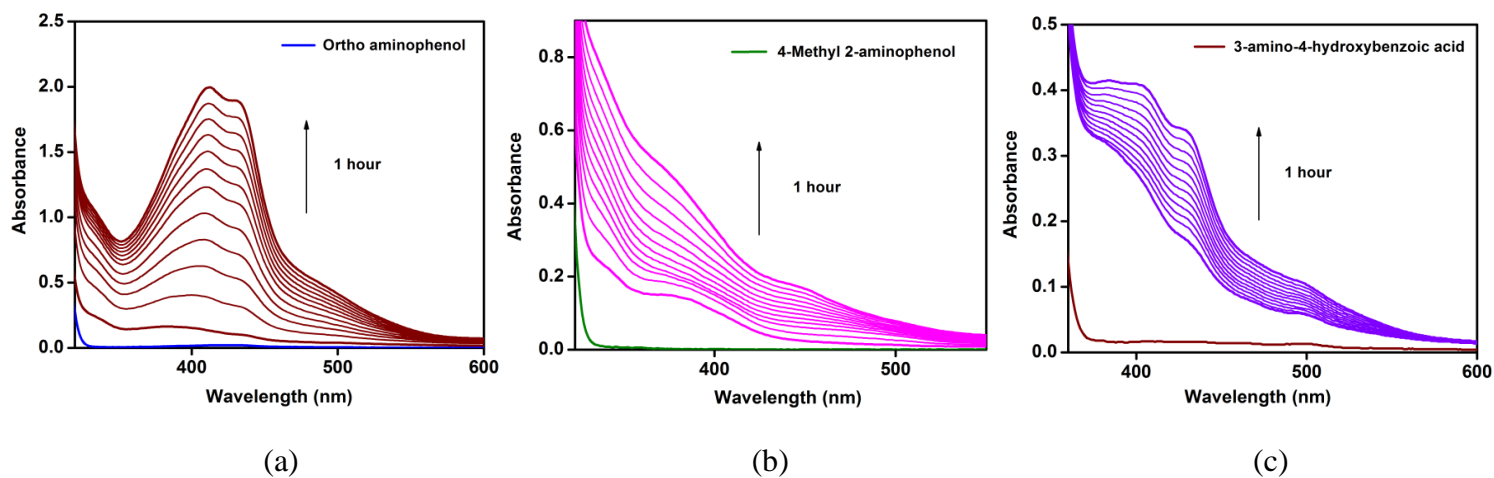 2.5
2.0
1.5
1.0
0.5
0.0
400
500
600
Absorbance
Wavelength (nm)
Ortho aminophenol
1 hour
(a)
0.8
0.6
0.4
0.2
0.0
400
500
Absorbance
Wavelength (nm)
4-Methyl 2-aminophenol
1 hour
(b)
0.5
0.4
0.3
0.2
0.1
0.0
400
500
600
Absorbance
Wavelength (nm)
3-amino-4-hydroxybenzoic acid
1 hour
(c)